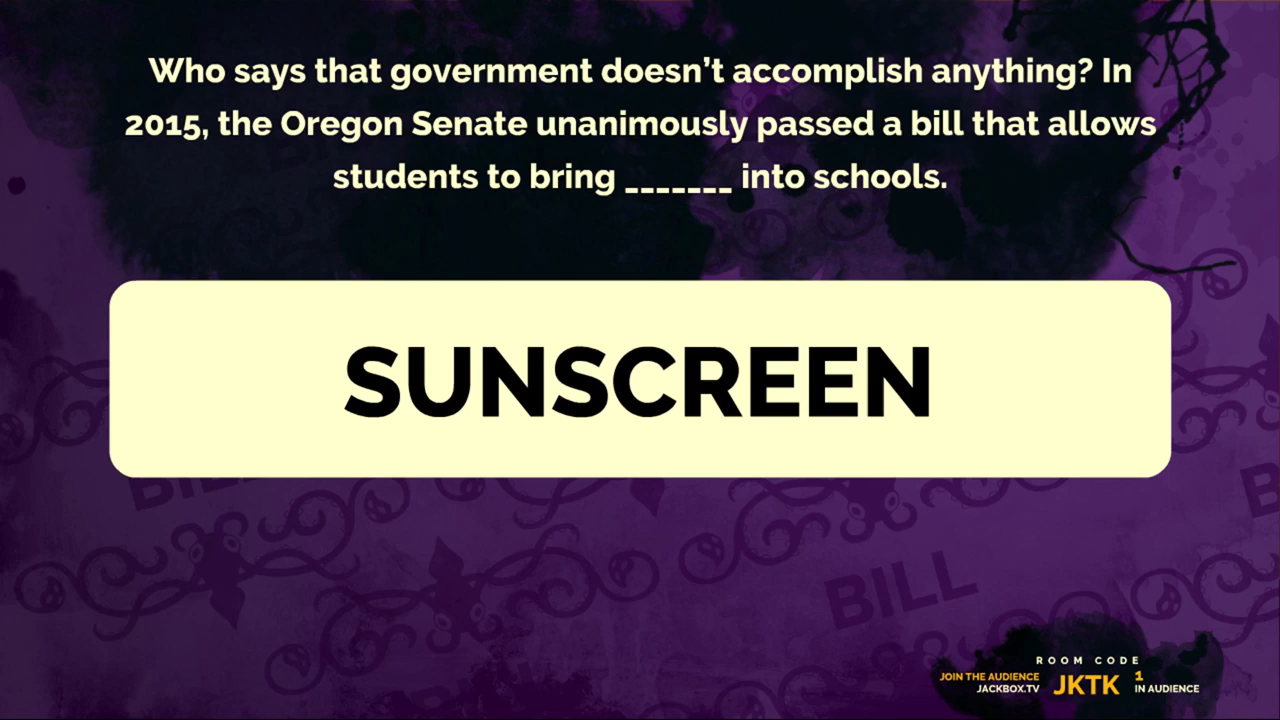 Who says that government doesn't accomplish anything? In
2015, the Oregon Senate unanimously passed a bill that allows
students to bring _______ into schools.
SUNSCREEN
BILL
B
BILL
ROOM CODE
JOIN THE AUDIENCE
JACKBOX.TV
JKTK
1
IN AUDIENCE